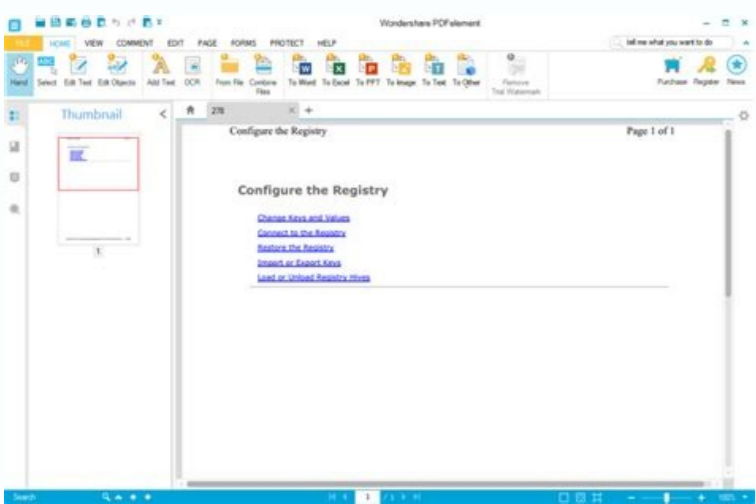 Wondershare PDFelement
FILE HOME VIEW COMMENT EDIT PAGE FORMS PROTECT HELP
tell me what you want to do
Hand Select Edit Text Edit Objects Add Text OCR From File Combine Files To Word To Excel To PPT To Image To Text To Other Remove Trial Watermark Purchase Register News
Thumbnail
278
Configure the Registry Page 1 of 1
Configure the Registry
Change Keys and Values
Connect to the Registry
Restore the Registry
Import or Export Keys
Load or Unload Registry Hives
1
Search
1 / 1
100%